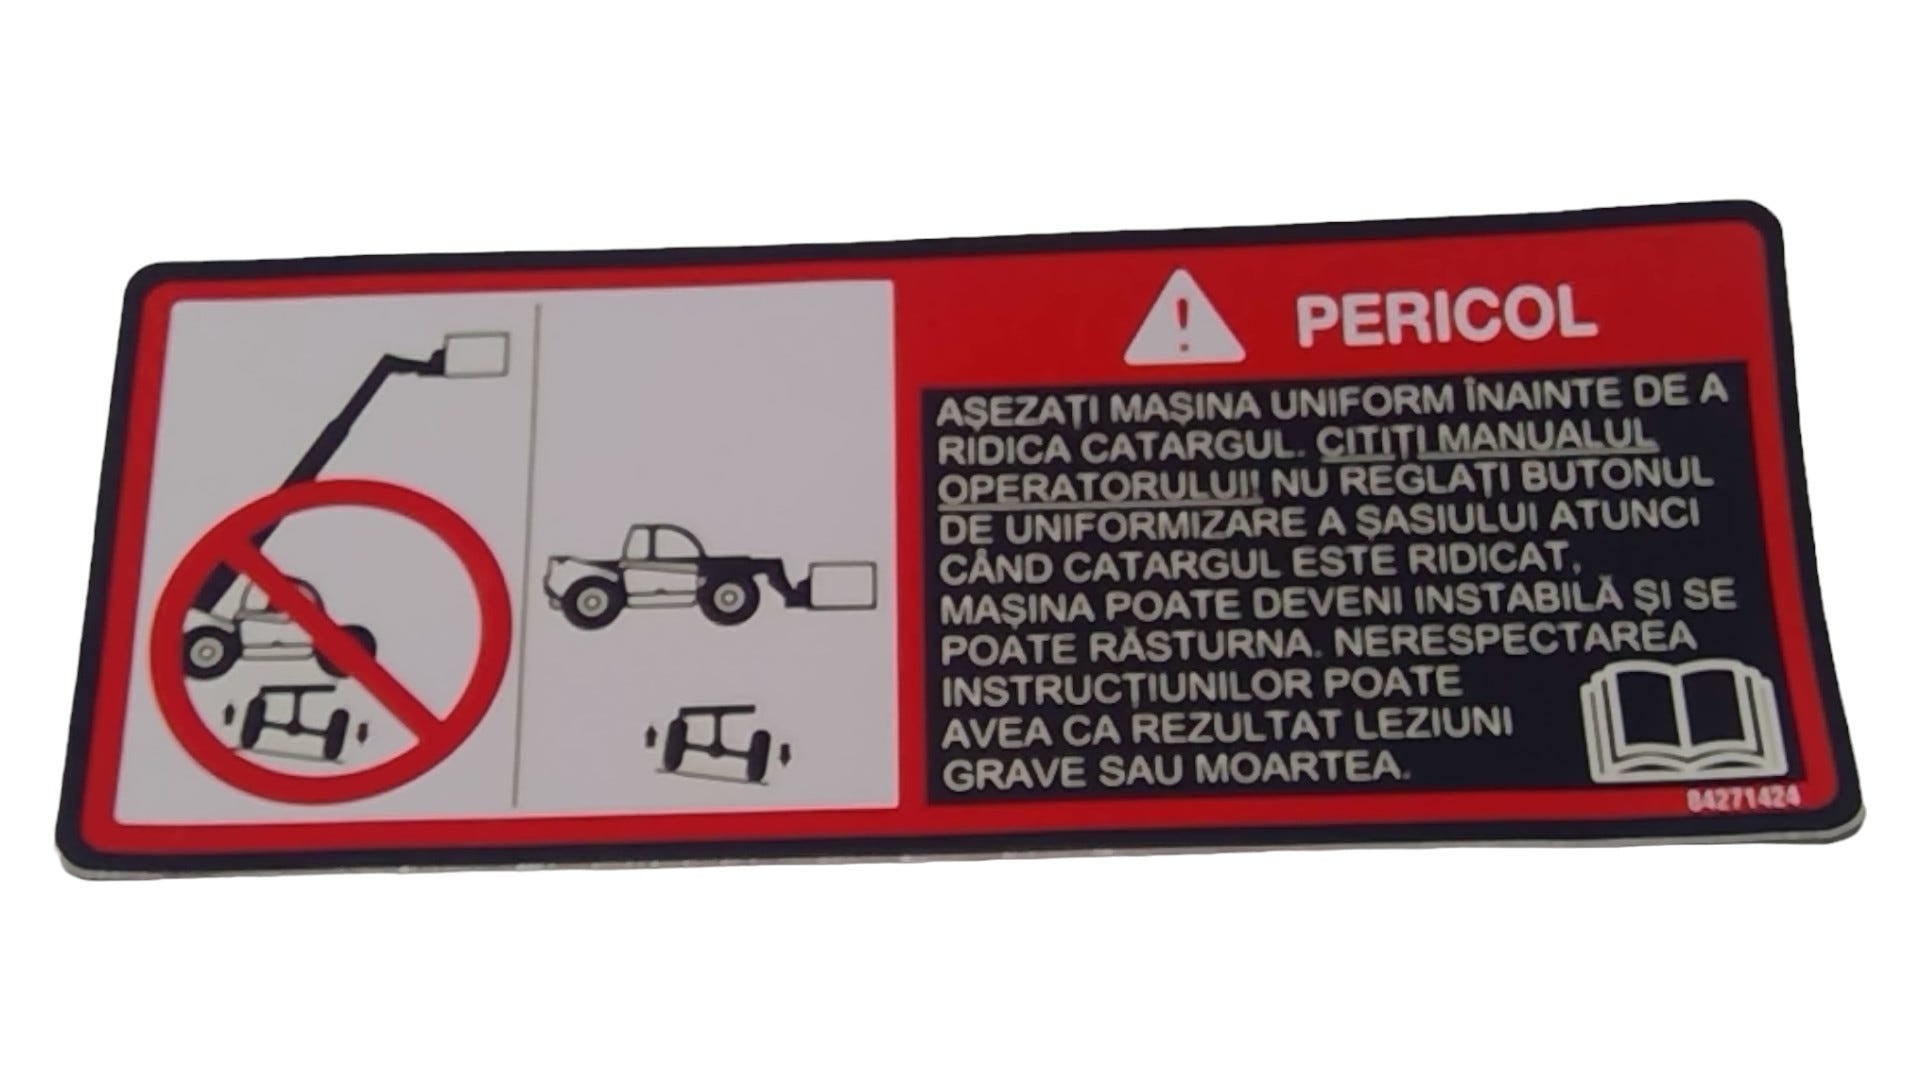 PERICOL
AȘEZAȚI MAȘINA UNIFORM ÎNAINTE DE A
RIDICA CATARGUL. CITIȚI MANUALUL
OPERATORULUI! NU REGLAȚI BUTONUL
DE UNIFORMIZARE A ȘASIULUI ATUNCI
CÂND CATARGUL ESTE RIDICAT,
MAȘINA POATE DEVENI INSTABILĂ ȘI SE
POATE RĂSTURNA. NERESPECTAREA
INSTRUCȚIUNILOR POATE
AVEA CA REZULTAT LEZIUNI
GRAVE SAU MOARTEA.
84271424